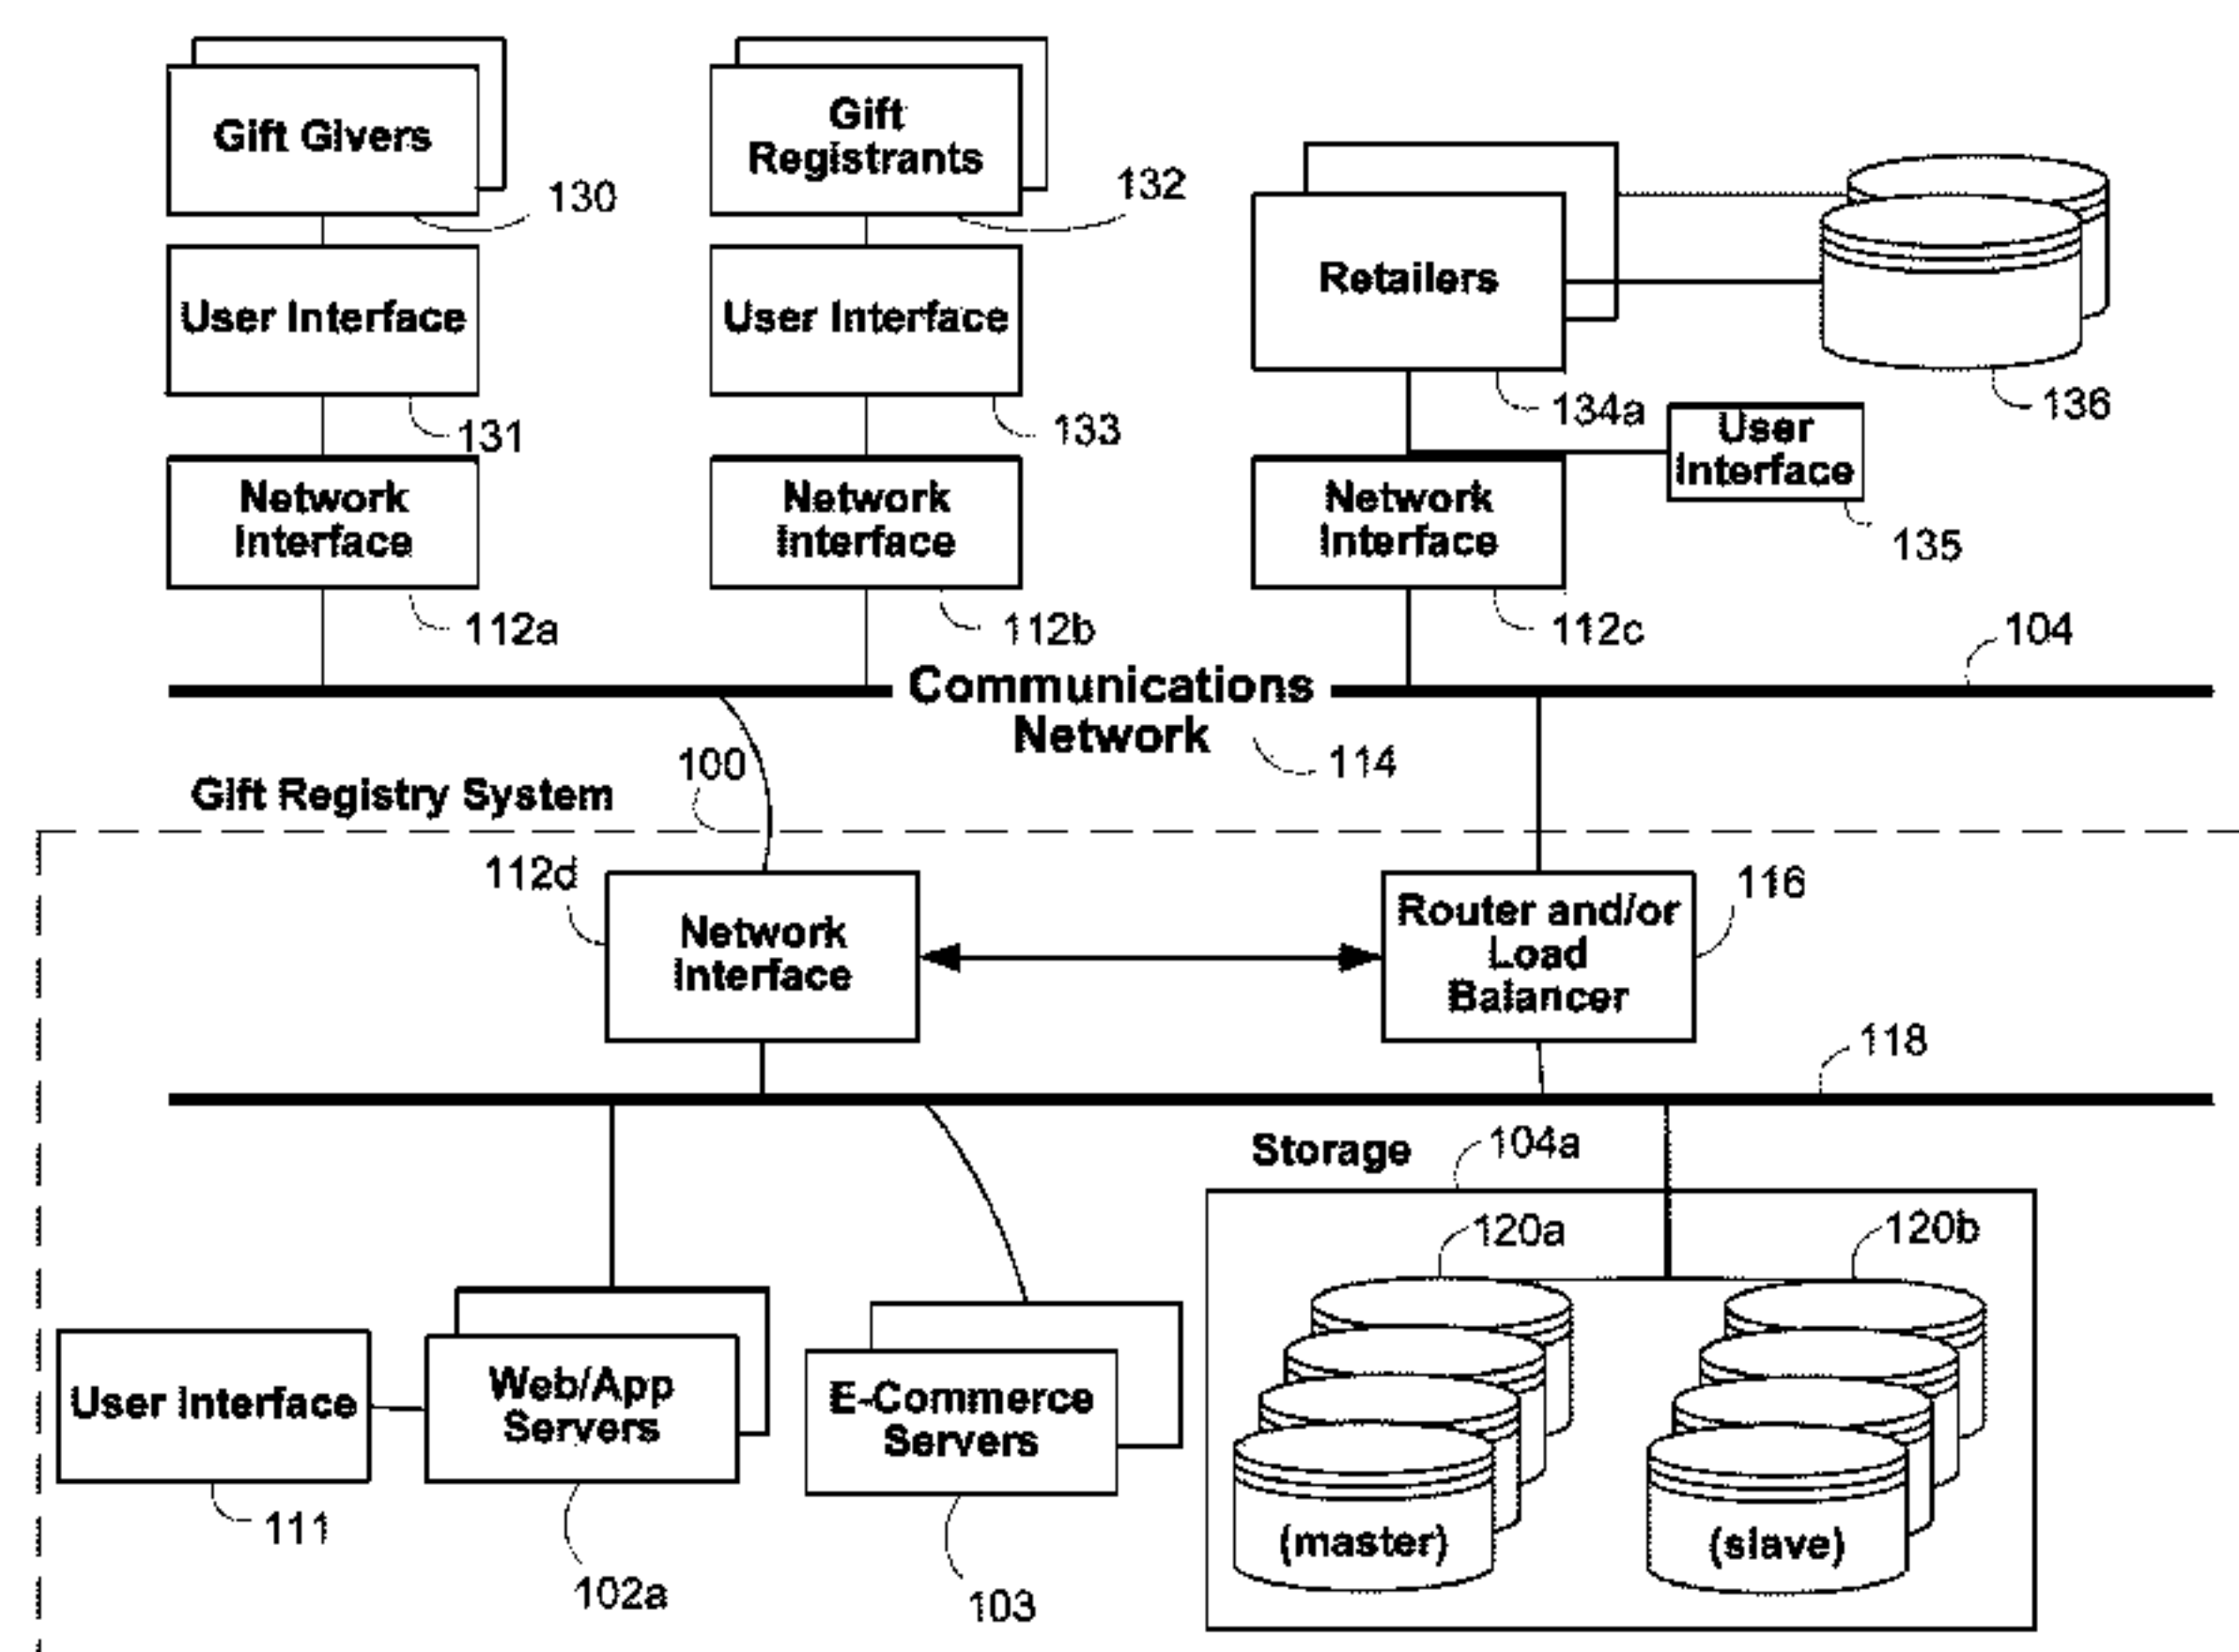 Gift Givers
130
Gift
Registrants
132
Retailers
134a
136
User Interface
131
User Interface
133
User
Interface
135
Network
Interface
112a
Network
Interface
112b
Network
Interface
112c
104
Communications
Network
114
Gift Registry System
100
112d
Network
Interface
Router and/or
Load
Balancer
116
118
Storage
104a
120a
120b
User Interface
111
Web/App
Servers
102a
E-Commerce
Servers
103
(master)
(slave)